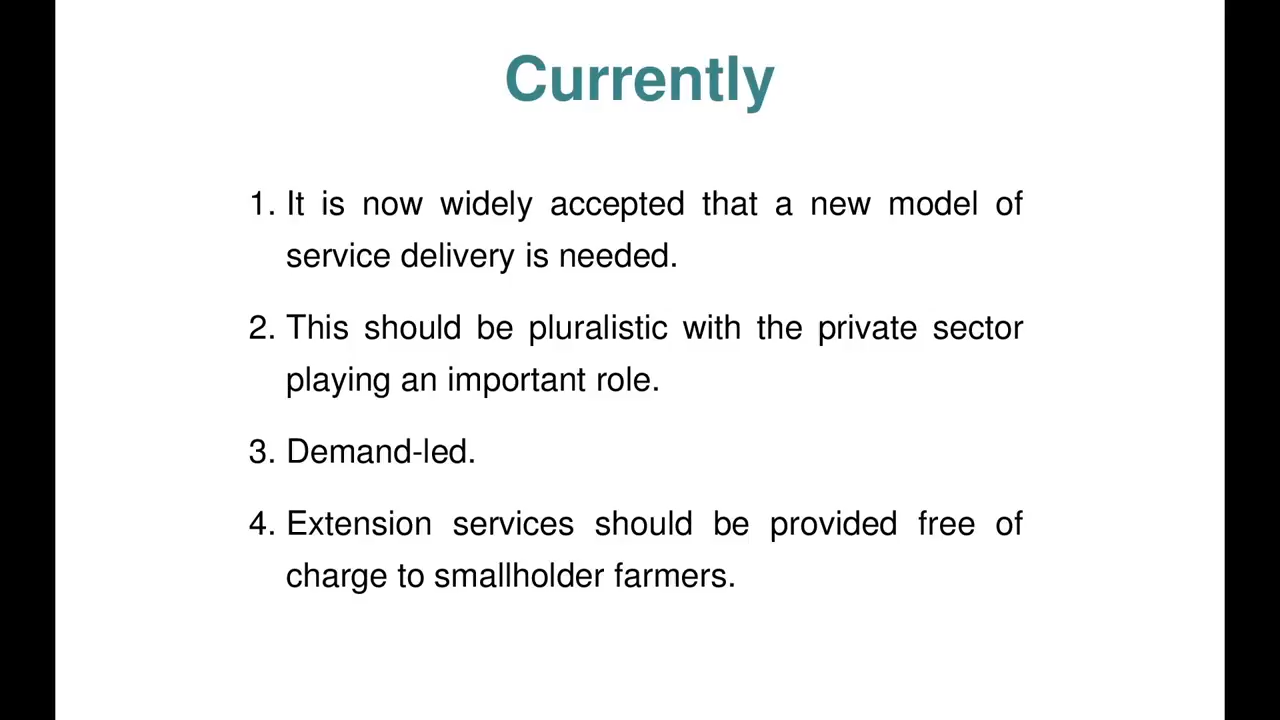 Currently
1. It is now widely accepted that a new model of
service delivery is needed.
2. This should be pluralistic with the private sector
playing an important role.
3. Demand-led.
4. Extension services should be provided free of
charge to smallholder farmers.